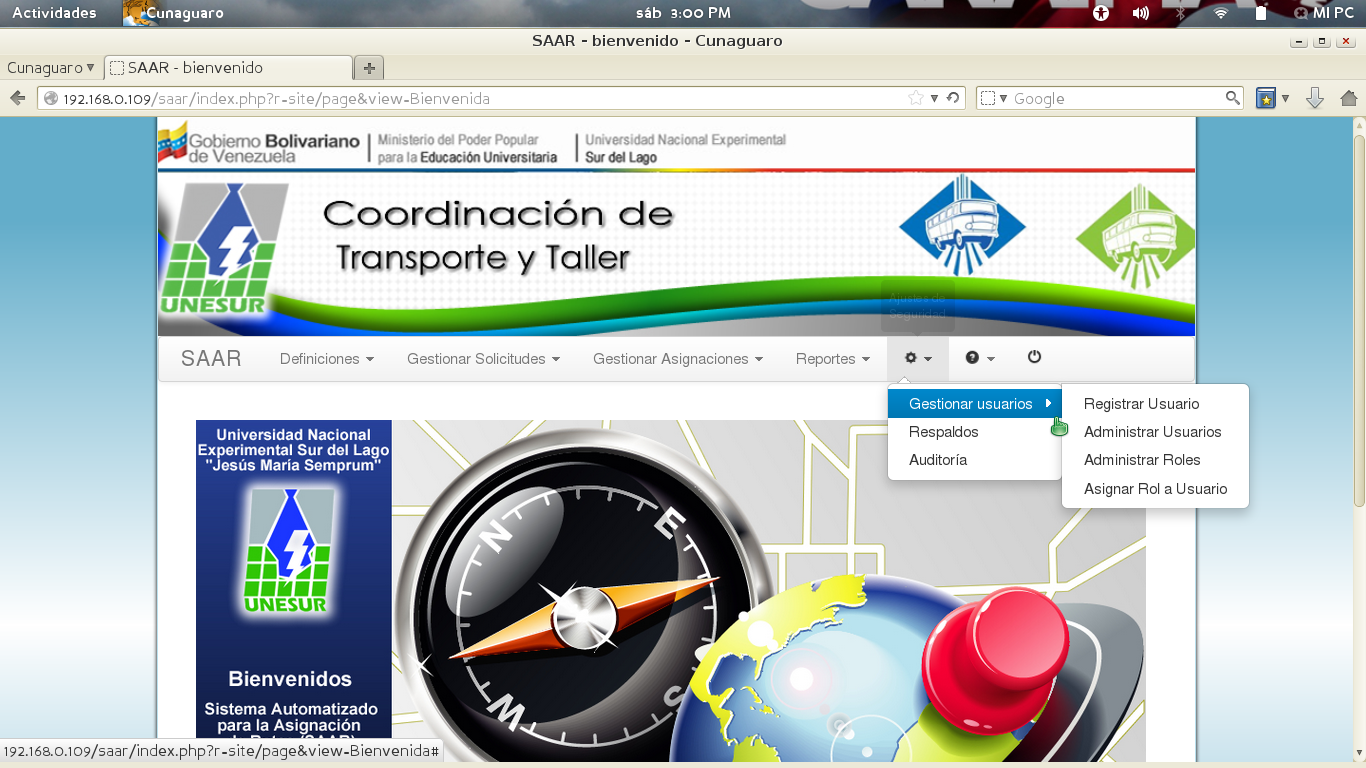 Actividades
Cunaguaro
sáb 3:00 PM
MI PC
SAAR - bienvenido - Cunaguaro
Cunaguaro
SAAR - bienvenido
192.168.0.109/saar/index.php?r=site/page&view=Bienvenida
Google
Gobierno Bolivariano
de Venezuela
Ministerio del Poder Popular
para la Educación Universitaria
Universidad Nacional Experimental
Sur del Lago
Coordinación de
Transporte y Taller
UNESUR
Ajustes de
Seguridad
SAAR
Definiciones
Gestionar Solicitudes
Gestionar Asignaciones
Reportes
Gestionar usuarios
Respaldos
Auditoría
Registrar Usuario
Administrar Usuarios
Administrar Roles
Asignar Rol a Usuario
Universidad Nacional
Experimental Sur del Lago
"Jesús María Semprum"
UNESUR
Bienvenidos
Sistema Automatizado
para la Asignación
N
E
S
W
192.168.0.109/saar/index.php?r=site/page&view=Bienvenida#